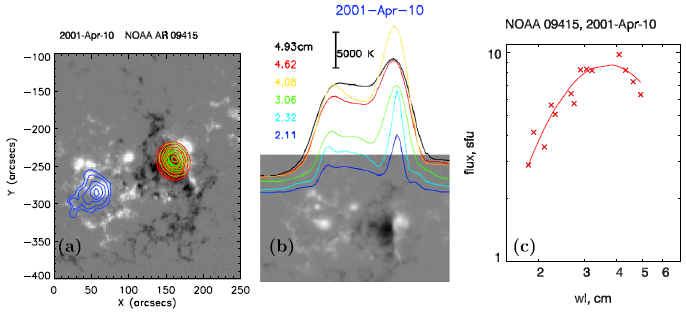 2001-Apr-10 NOAA AR 09415
-100
-150
-200
-250
-300
-350
-400
Y (arcsecs)
0 50 100 150 200 250
X (arcsecs)
(a)
2001-Apr-10
4.93cm
4.62
4.08
3.06
2.32
2.11
5000 K
(b)
NOAA 09415, 2001-Apr-10
10
1
flux, sfu
2 3 4 5 6
wl, cm
(c)